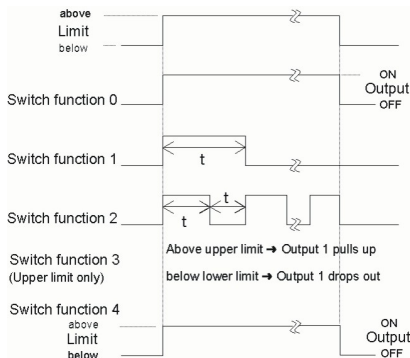 above
Limit
below
ON
Output
OFF
Switch function 0
Switch function 1
t
Switch function 2
t
t
Switch function 3
(Upper limit only)
Above upper limit → Output 1 pulls up
below lower limit → Output 1 drops out
Switch function 4
above
Limit
below
ON
Output
OFF